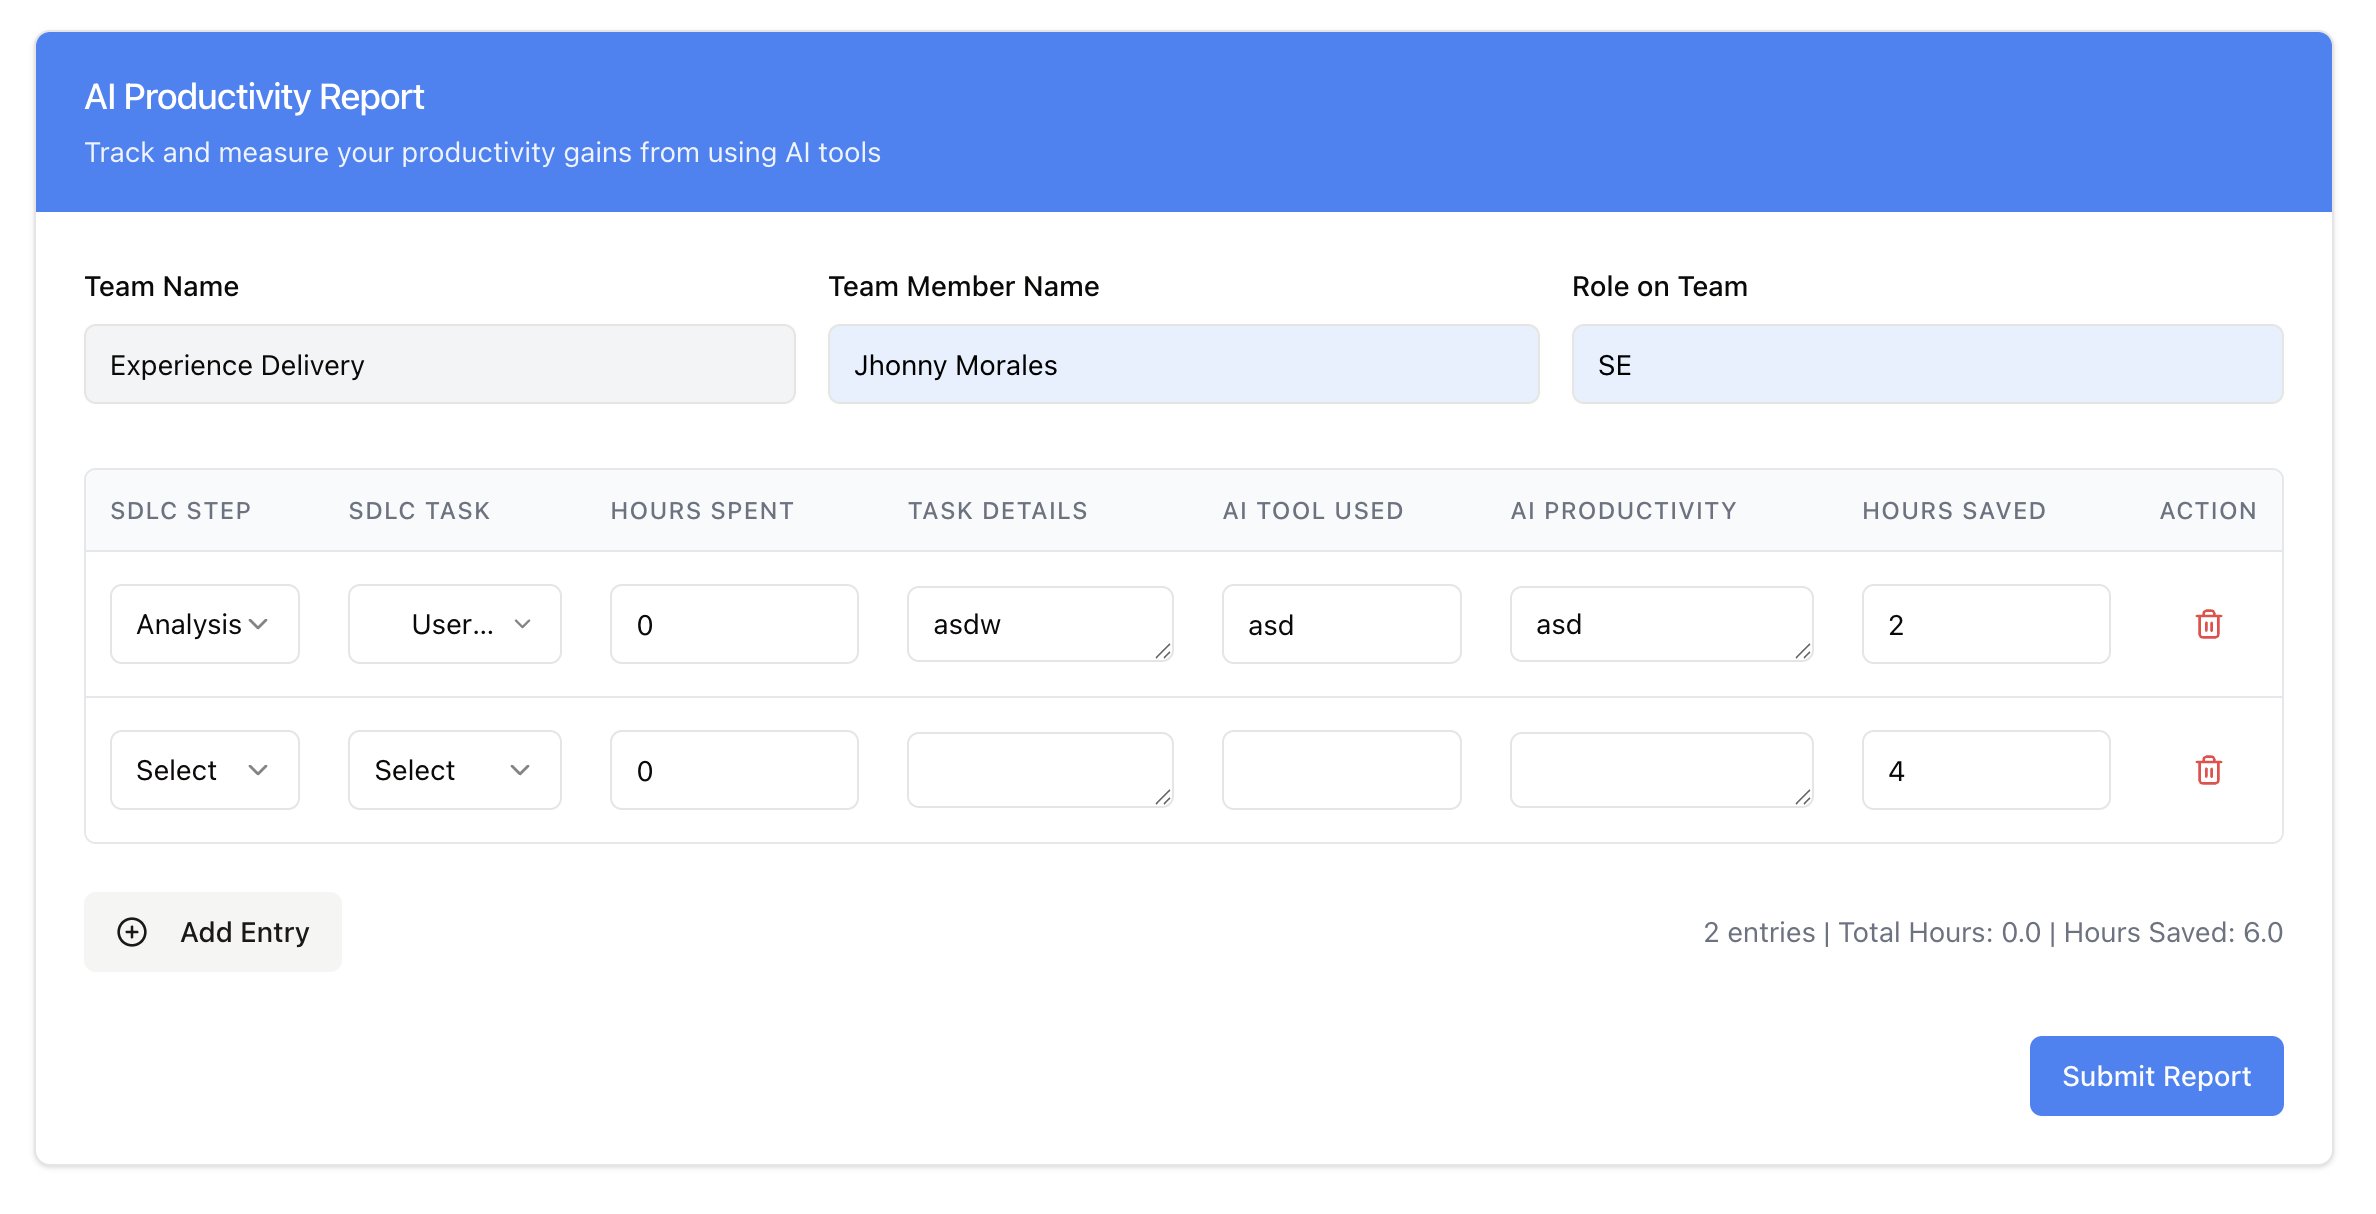 AI Productivity Report
Track and measure your productivity gains from using AI tools
Team Name Team Member Name Role on Team
Experience Delivery Jhonny Morales SE
SDLC STEP SDLC TASK HOURS SPENT TASK DETAILS AI TOOL USED AI PRODUCTIVITY HOURS SAVED ACTION
Analysis User... 0 asdw asd asd 2
Select Select 0 4
Add Entry 2 entries | Total Hours: 0.0 | Hours Saved: 6.0
Submit Report